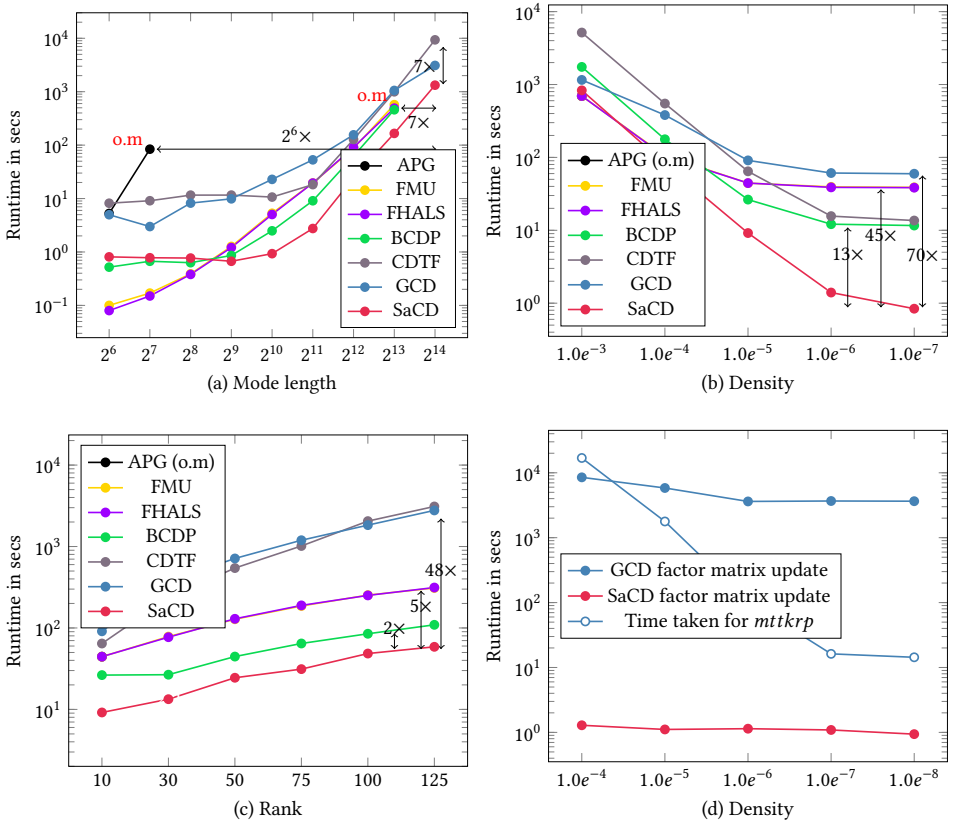 10^4
10^3
10^2
10^1
10^0
10^−1
Runtime in secs
o.m
o.m
2^6×
7×
7×
APG
FMU
FHALS
BCDP
CDTF
GCD
SaCD
2^6 2^7 2^8 2^9 2^10 2^11 2^12 2^13 2^14
(a) Mode length
10^4
10^3
10^2
10^1
10^0
Runtime in secs
APG (o.m)
FMU
FHALS
BCDP
CDTF
GCD
SaCD
13×
45×
70×
1.0e^−3 1.0e^−4 1.0e^−5 1.0e^−6 1.0e^−7
(b) Density
10^4
10^3
10^2
10^1
Runtime in secs
APG (o.m)
FMU
FHALS
BCDP
CDTF
GCD
SaCD
48×
5×
2×
10 30 50 75 100 125
(c) Rank
10^4
10^3
10^2
10^1
10^0
Runtime in secs
GCD factor matrix update
SaCD factor matrix update
Time taken for mttkrp
1.0e^−4 1.0e^−5 1.0e^−6 1.0e^−7 1.0e^−8
(d) Density